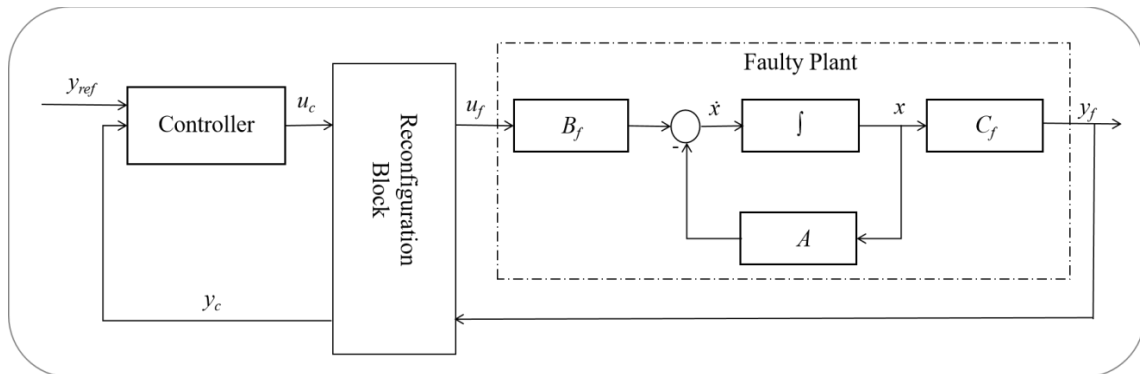 Faulty Plant
y_ref
Controller
u_c
Reconfiguration
Block
u_f
B_f
-
ẋ
∫
x
C_f
y_f
A
y_c